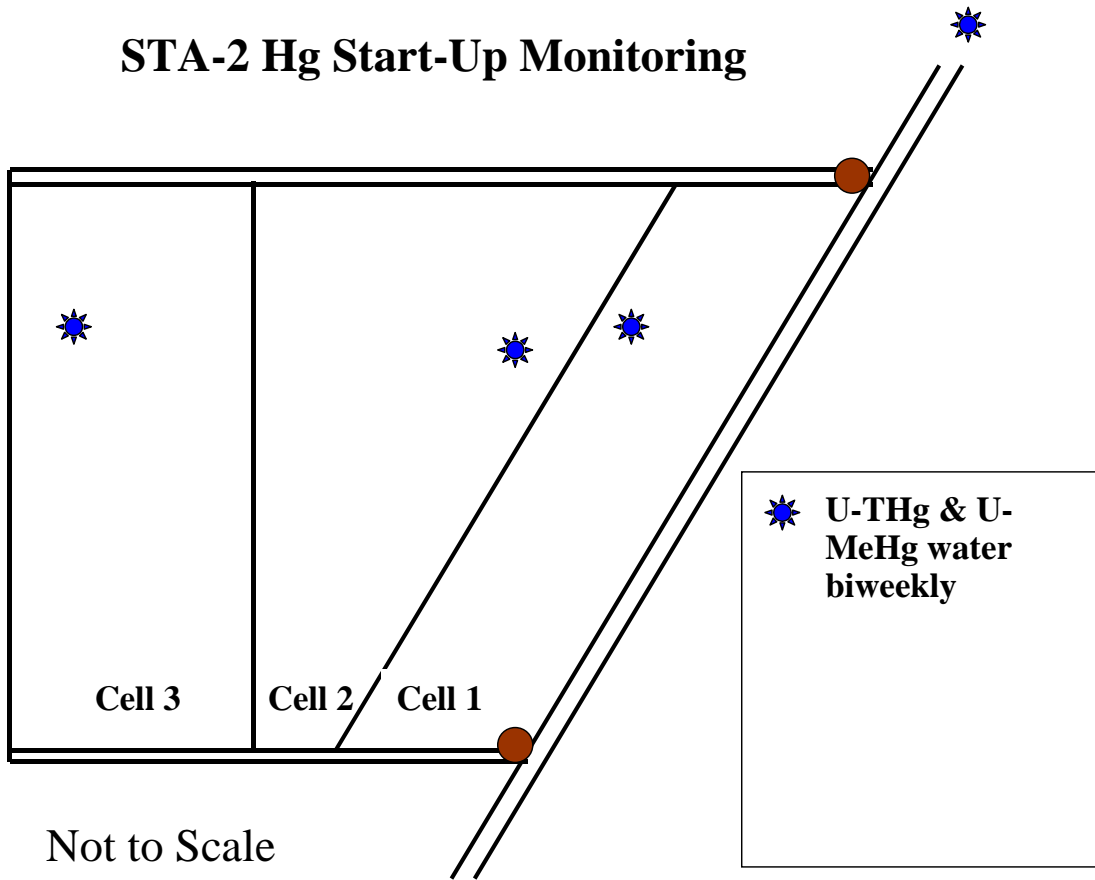 STA-2 Hg Start-Up Monitoring
U-THg & U-
MeHg water
biweekly
Cell 3
Cell 2
Cell 1
Not to Scale